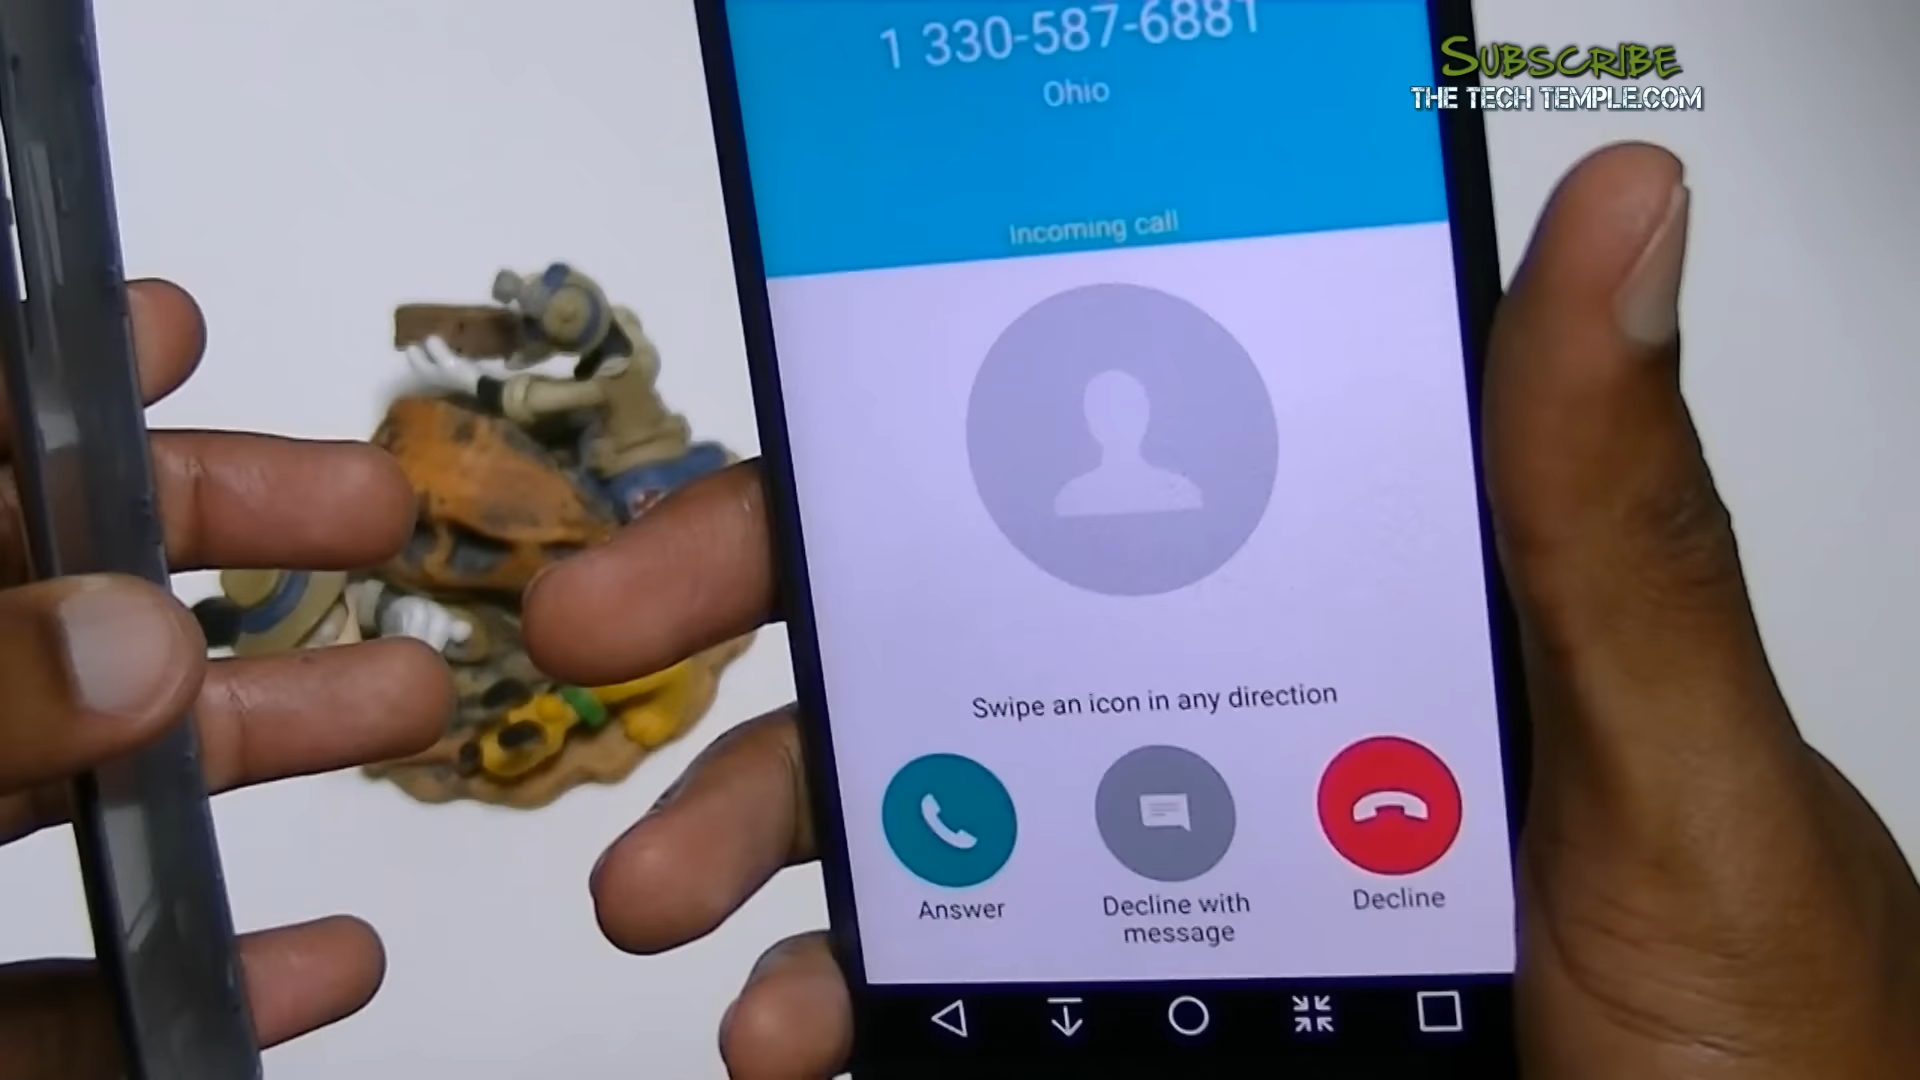 1 330-587-6881
Ohio
SUBSCRIBE
THE TECH TEMPLE.COM
Incoming call
Swipe an icon in any direction
Answer
Decline with
message
Decline